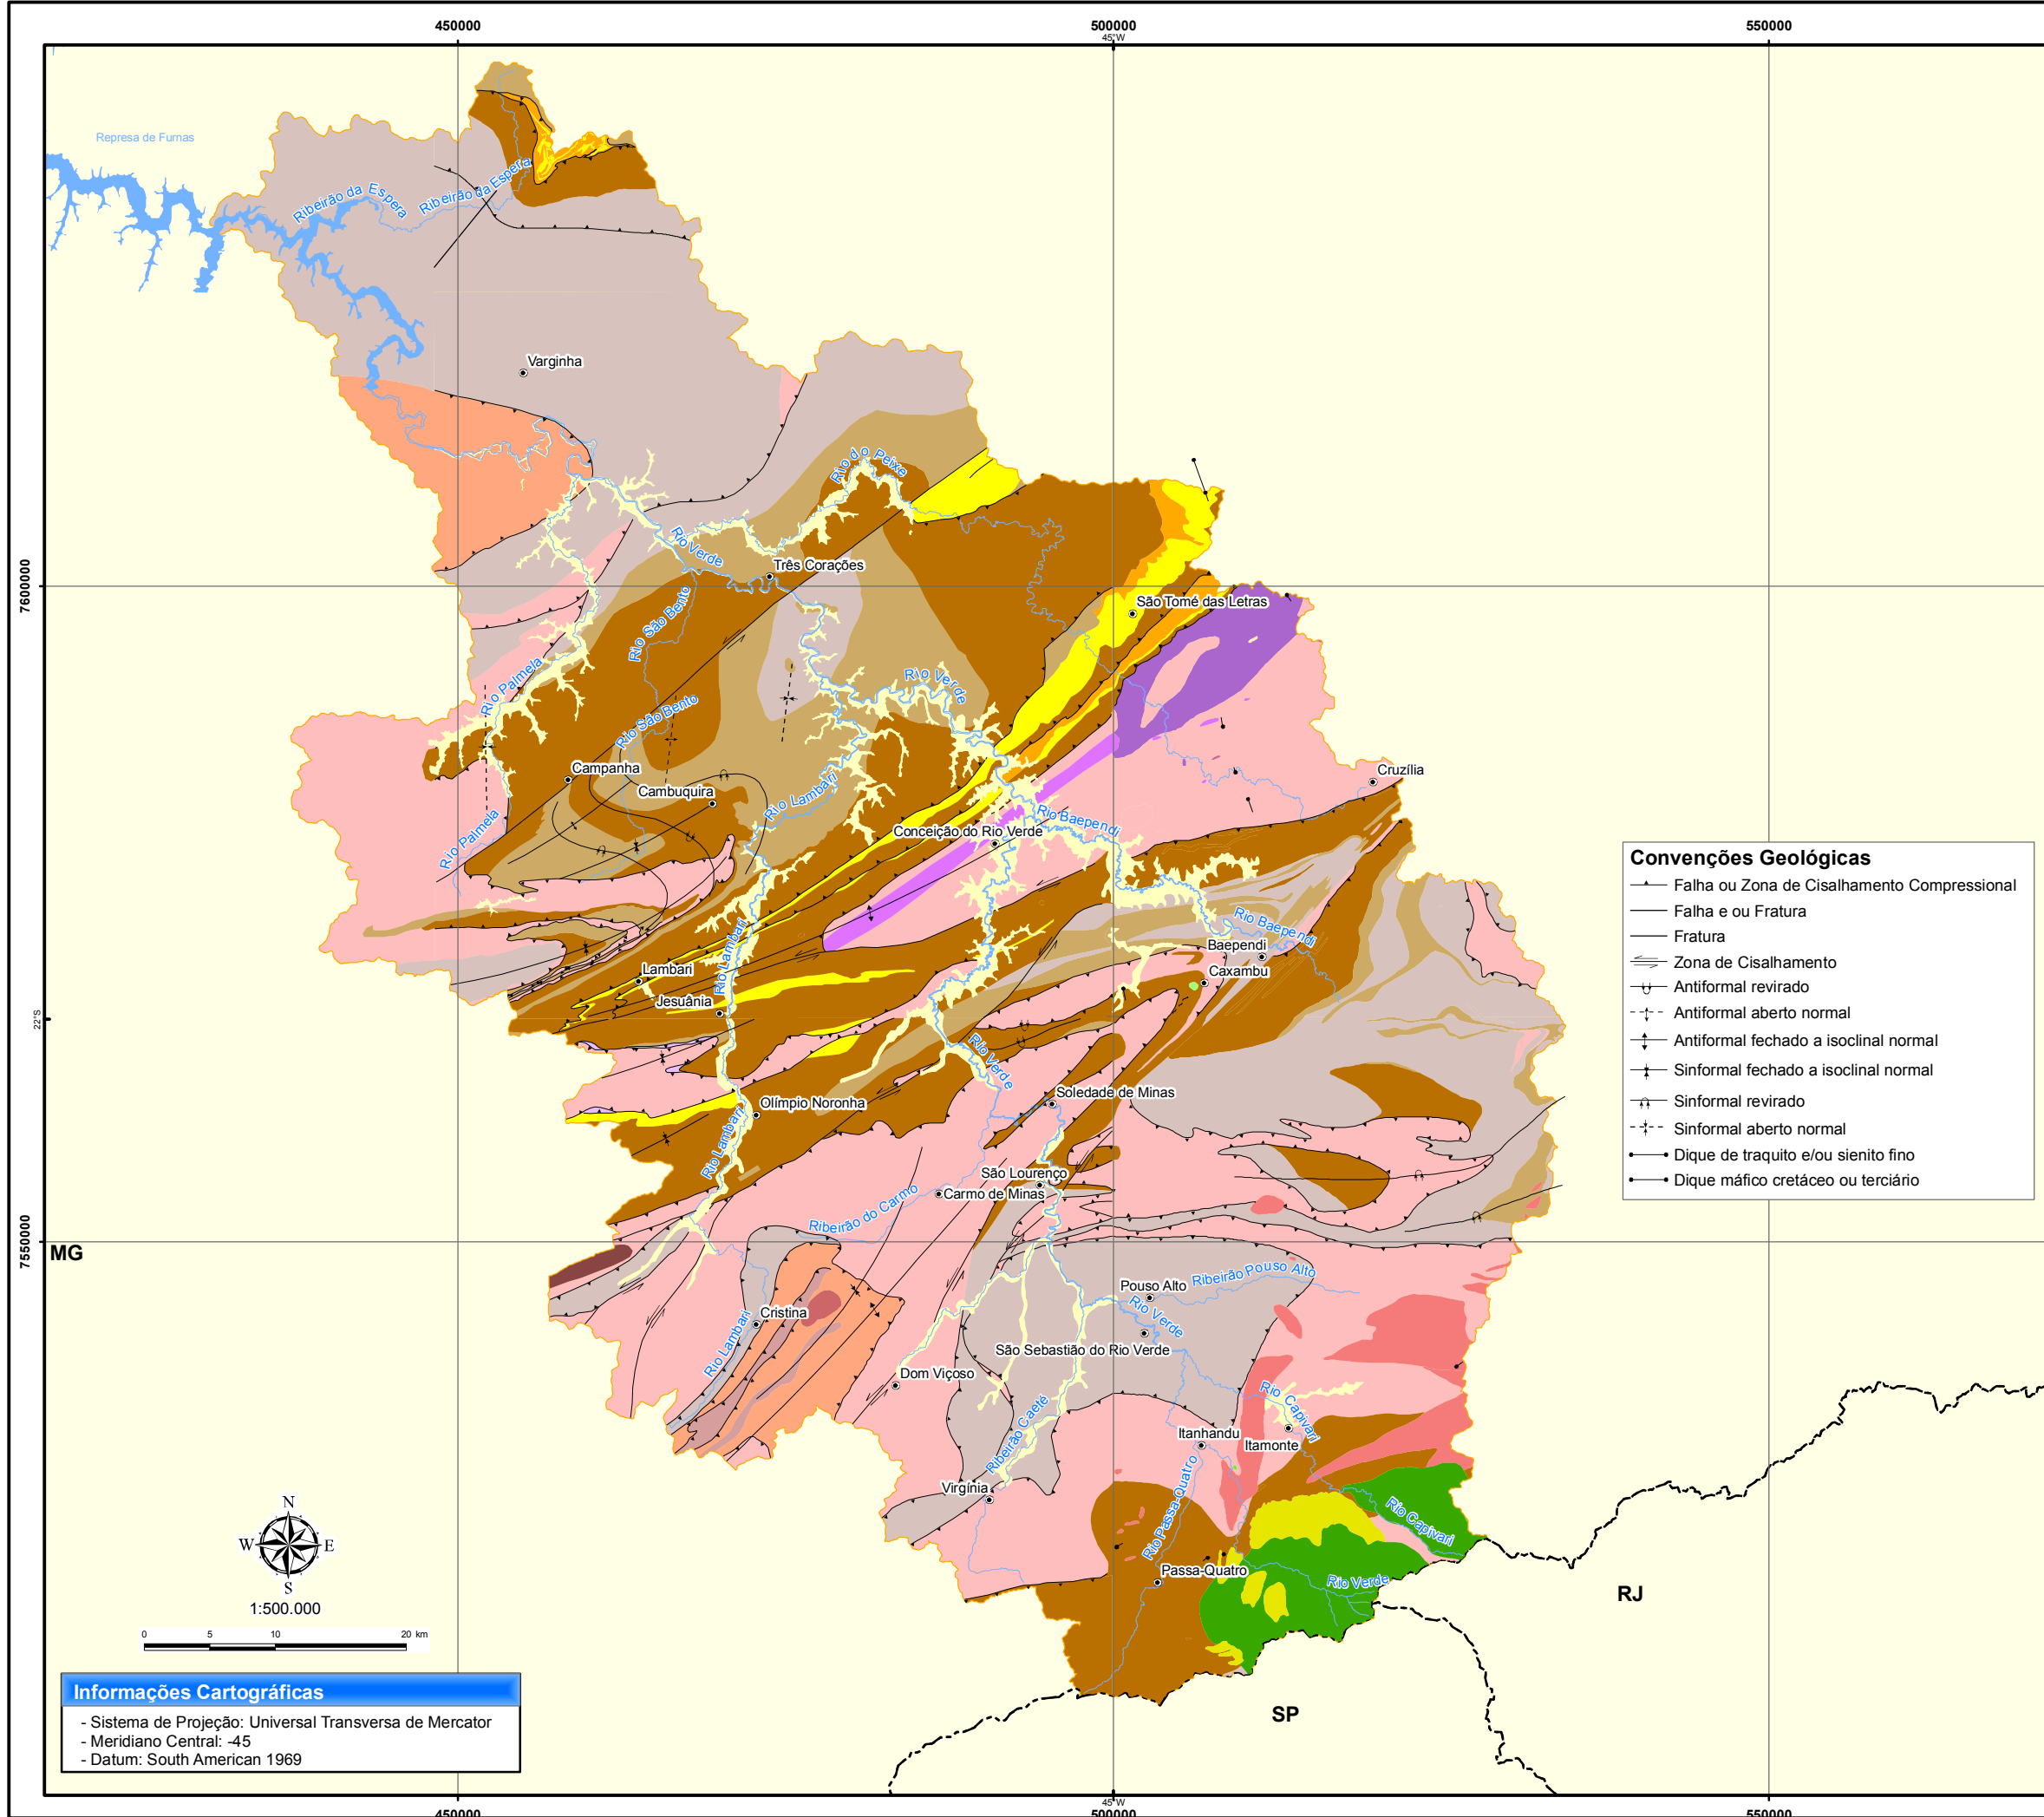 450000
500000
550000
45°W
Represa de Furnas
Ribeirão da Espera
Ribeirão da Espera
Varginha
Rio do Peixe
Rio Verde
Três Corações
7600000
São Tomé das Letras
Rio São Bento
Rio Palmela
Rio Verde
Rio São Bento
Campanha
Cruzília
Cambuquira
Rio Lambari
Rio Baependi
Conceição do Rio Verde
Rio Palmela
Convenções Geológicas
Falha ou Zona de Cisalhamento Compressional
Falha e ou Fratura
Fratura
Zona de Cisalhamento
Antiformal revirado
Antiformal aberto normal
Antiformal fechado a isoclinal normal
Sinformal fechado a isoclinal normal
Sinformal revirado
Sinformal aberto normal
Dique de traquito e/ou sienito fino
Dique máfico cretáceo ou terciário
Rio Baependi
Baependi
Rio Lambari
Lambari
Caxambu
Jesuânia
22°S
Rio Verde
Soledade de Minas
Olímpio Noronha
Rio Lambari
São Lourenço
Carmo de Minas
Ribeirão do Carmo
7550000
MG
Ribeirão Pouso Alto
Pouso Alto
Rio Verde
Cristina
Rio Lambari
São Sebastião do Rio Verde
Dom Viçoso
Rio Capivari
Ribeirão Caeté
Itanhandu
Itamonte
Virgínia
Rio Passa-Quatro
Rio Capivari
Passa-Quatro
Rio Verde
RJ
SP
N
W
E
S
1:500.000
0 5 10 20 km
Informações Cartográficas
- Sistema de Projeção: Universal Transversa de Mercator
- Meridiano Central: -45
- Datum: South American 1969
45°W
450000
500000
550000